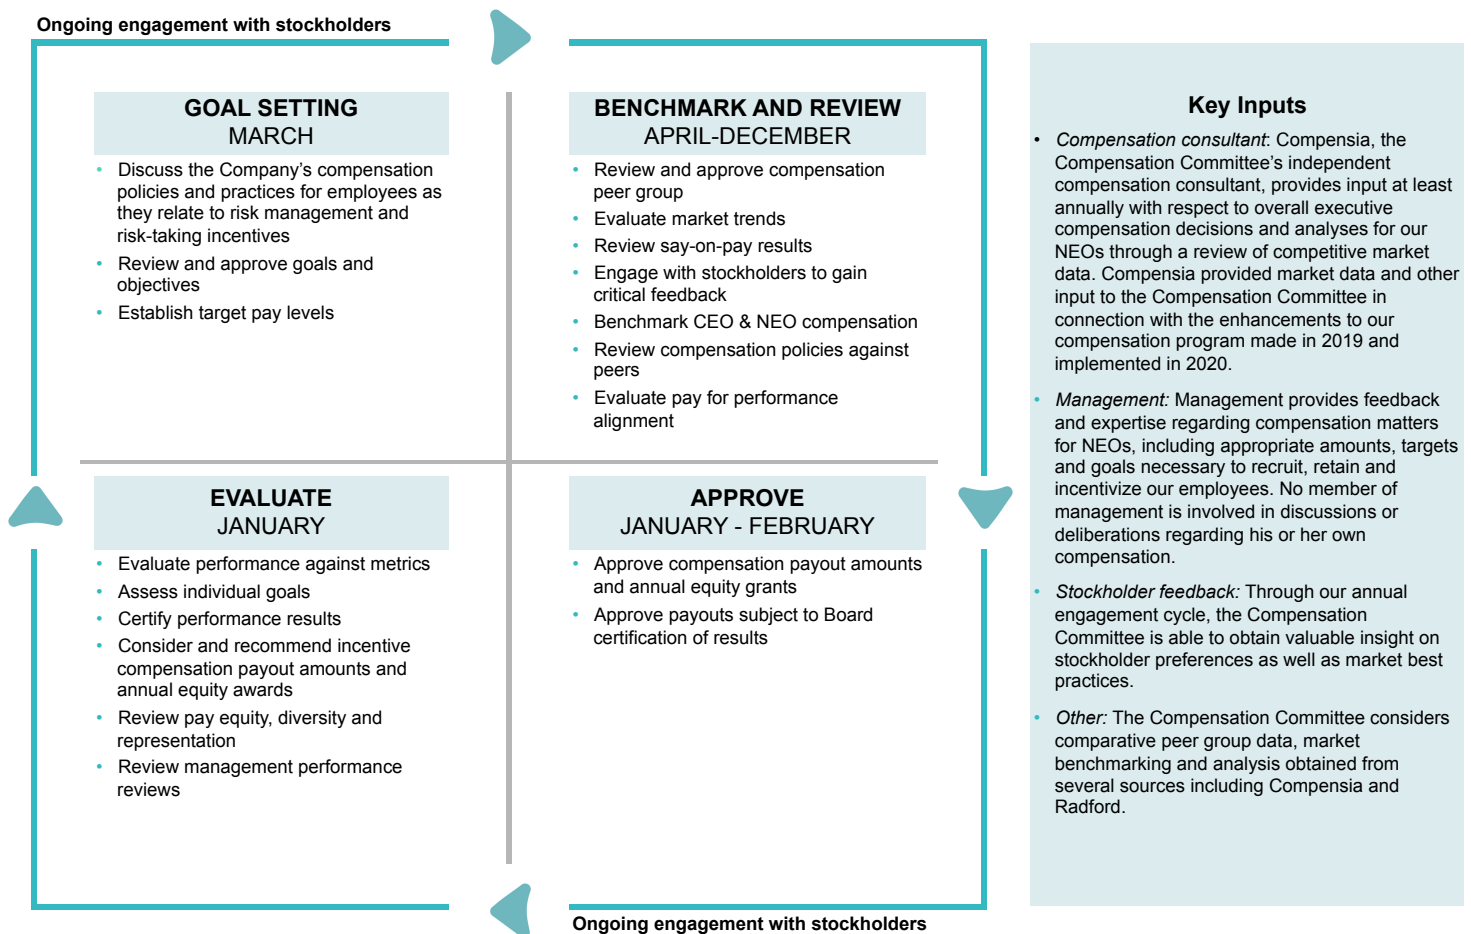 Ongoing engagement with stockholders
GOAL SETTING
MARCH
• Discuss the Company’s compensation
policies and practices for employees as
they relate to risk management and
risk-taking incentives
• Review and approve goals and
objectives
• Establish target pay levels
BENCHMARK AND REVIEW
APRIL-DECEMBER
• Review and approve compensation
peer group
• Evaluate market trends
• Review say-on-pay results
• Engage with stockholders to gain
critical feedback
• Benchmark CEO & NEO compensation
• Review compensation policies against
peers
• Evaluate pay for performance
alignment
EVALUATE
JANUARY
• Evaluate performance against metrics
• Assess individual goals
• Certify performance results
• Consider and recommend incentive
compensation payout amounts and
annual equity awards
• Review pay equity, diversity and
representation
• Review management performance
reviews
APPROVE
JANUARY - FEBRUARY
• Approve compensation payout amounts
and annual equity grants
• Approve payouts subject to Board
certification of results
Ongoing engagement with stockholders
Key Inputs
• Compensation consultant: Compensia, the
Compensation Committee’s independent
compensation consultant, provides input at least
annually with respect to overall executive
compensation decisions and analyses for our
NEOs through a review of competitive market
data. Compensia provided market data and other
input to the Compensation Committee in
connection with the enhancements to our
compensation program made in 2019 and
implemented in 2020.
• Management: Management provides feedback
and expertise regarding compensation matters
for NEOs, including appropriate amounts, targets
and goals necessary to recruit, retain and
incentivize our employees. No member of
management is involved in discussions or
deliberations regarding his or her own
compensation.
• Stockholder feedback: Through our annual
engagement cycle, the Compensation
Committee is able to obtain valuable insight on
stockholder preferences as well as market best
practices.
• Other: The Compensation Committee considers
comparative peer group data, market
benchmarking and analysis obtained from
several sources including Compensia and
Radford.